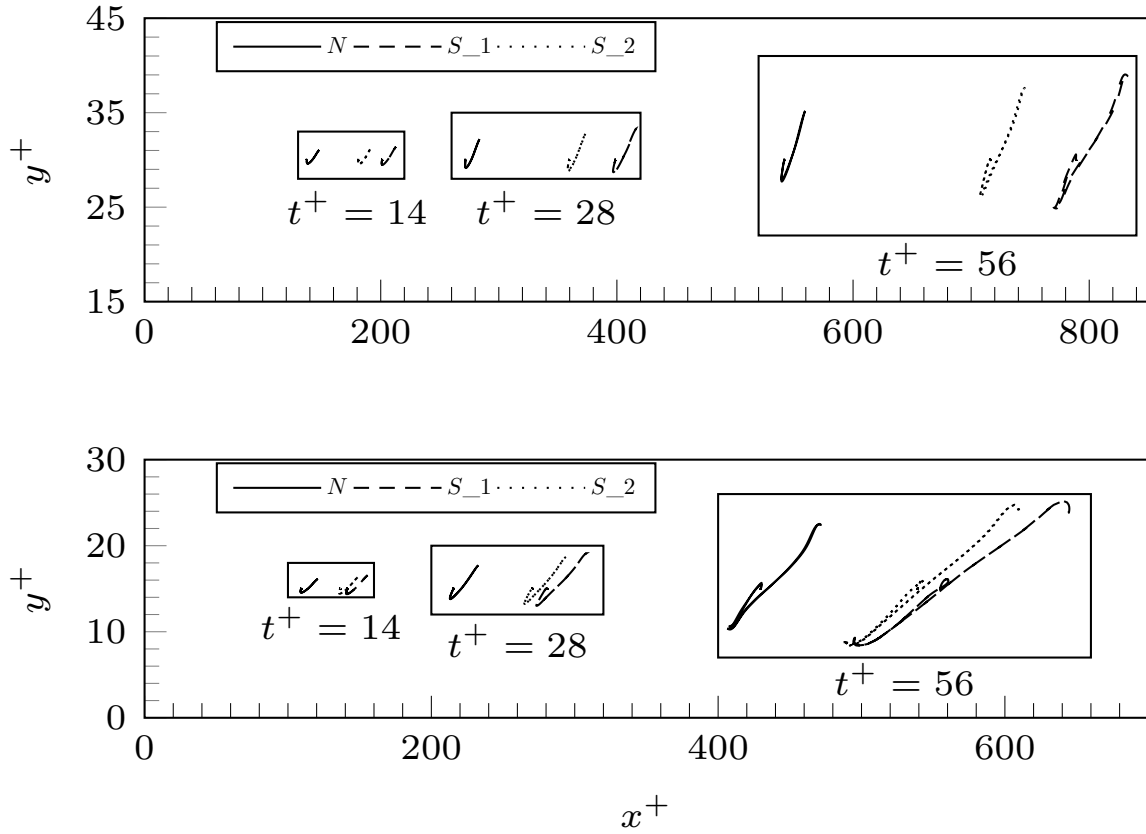 45
N S_1 S_2
35
y^+
t^+ = 14 t^+ = 28
25
t^+ = 56
15
0 200 400 600 800
30
N S_1 S_2
20
y^+
t^+ = 14
t^+ = 28
10
t^+ = 56
0
0 200 400 600
x^+